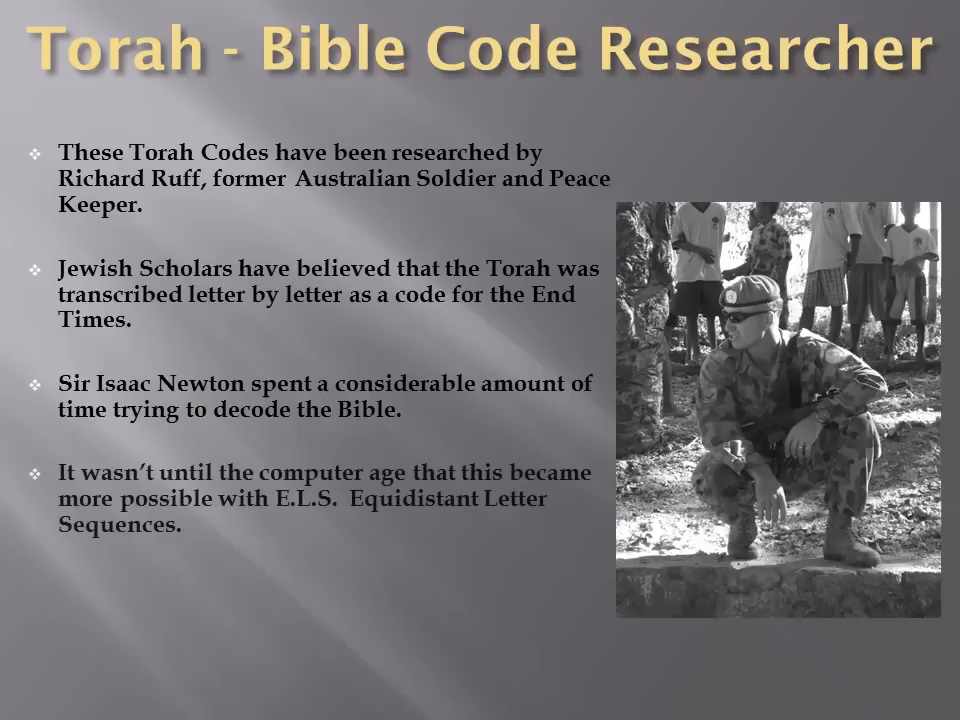 Torah - Bible Code Researcher
These Torah Codes have been researched by
Richard Ruff, former Australian Soldier and Peace
Keeper.
Jewish Scholars have believed that the Torah was
transcribed letter by letter as a code for the End
Times.
Sir Isaac Newton spent a considerable amount of
time trying to decode the Bible.
It wasn’t until the computer age that this became
more possible with E.L.S. Equidistant Letter
Sequences.